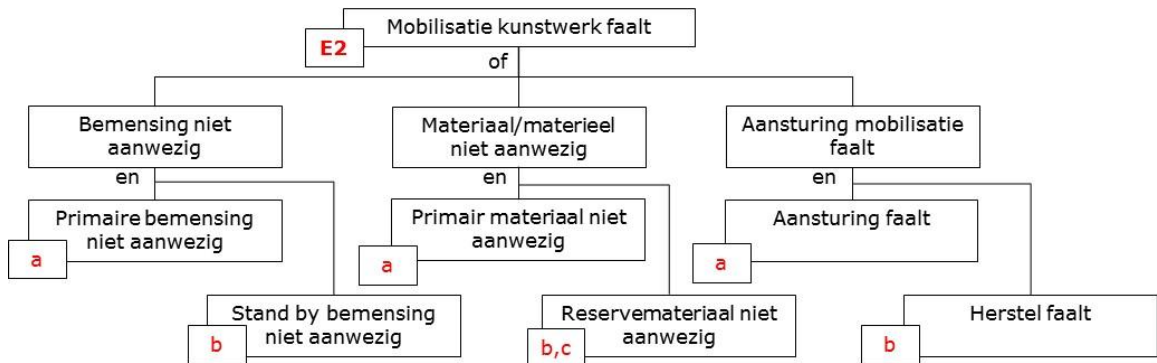 Mobilisatie kunstwerk faalt
E2
of
Bemensing niet
aanwezig
Materiaal/materieel
niet aanwezig
Aansturing mobilisatie
faalt
en
en
en
Primaire bemensing
niet aanwezig
a
Primair materiaal niet
aanwezig
a
Aansturing faalt
a
Stand by bemensing
niet aanwezig
b
Reservemateriaal niet
aanwezig
b,c
Herstel faalt
b